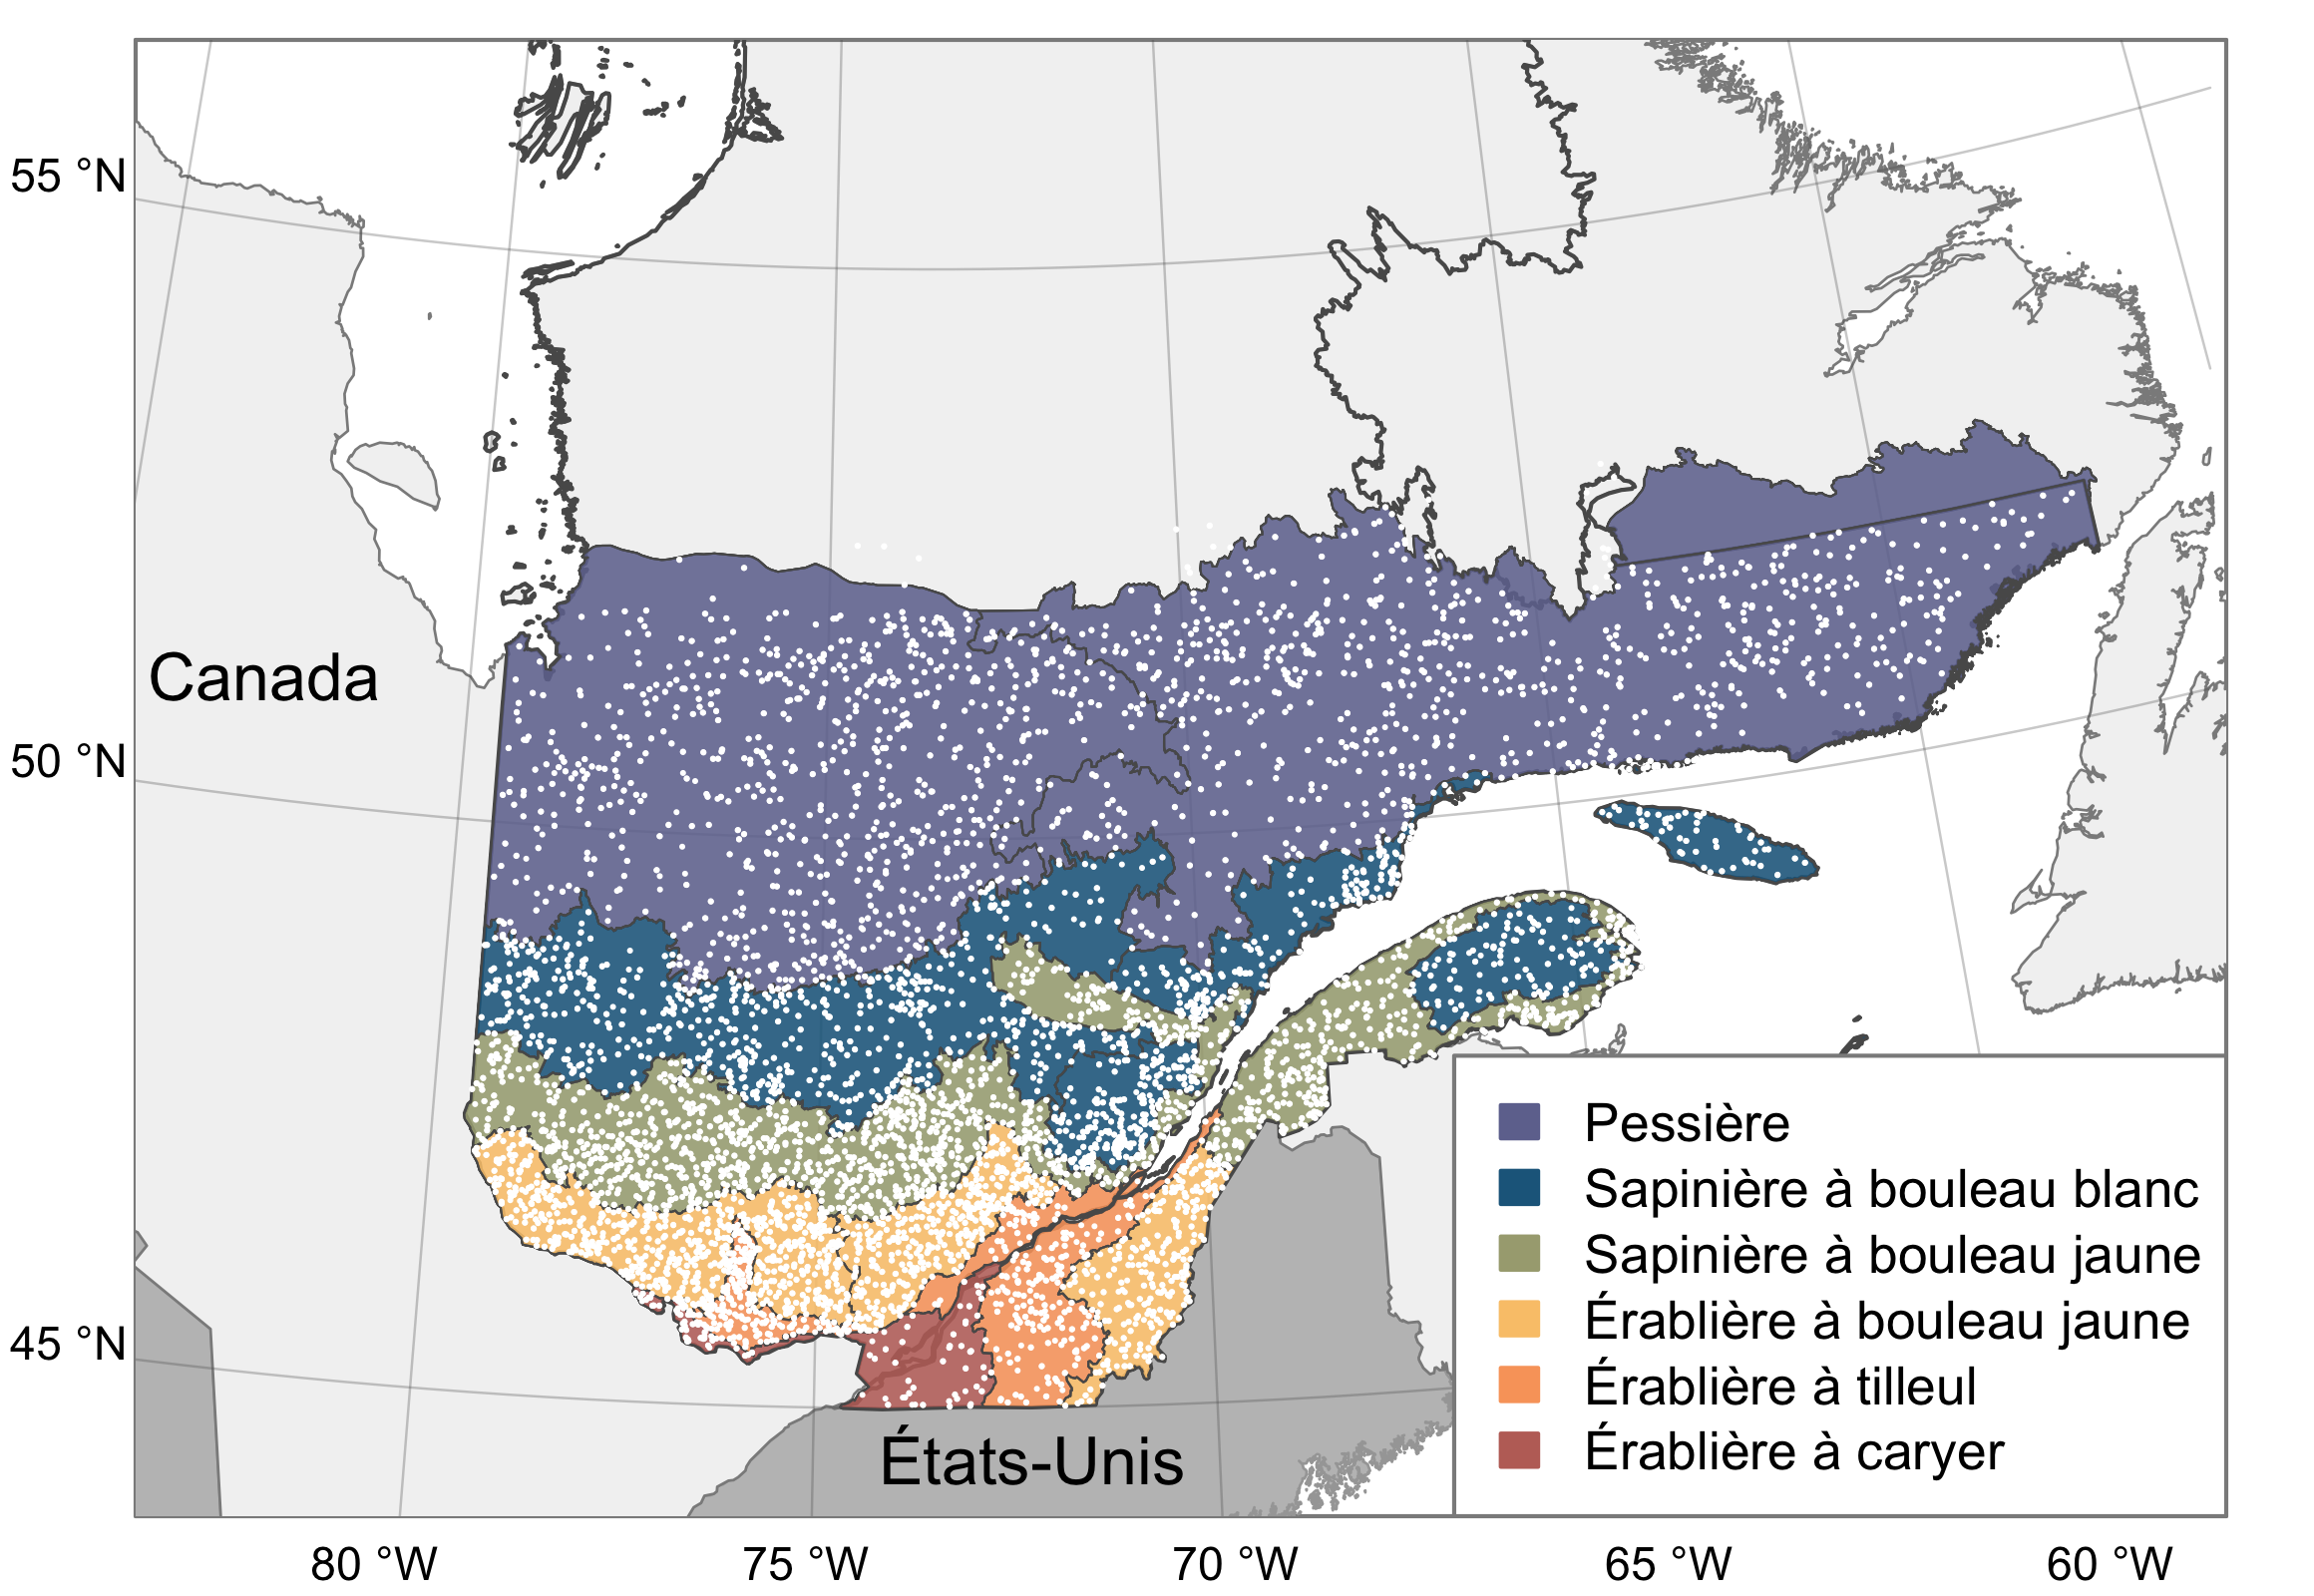 55 °N
50 °N
45 °N
Canada
États-Unis
Pessière
Sapinière à bouleau blanc
Sapinière à bouleau jaune
Érablière à bouleau jaune
Érablière à tilleul
Érablière à caryer
80 °W
75 °W
70 °W
65 °W
60 °W